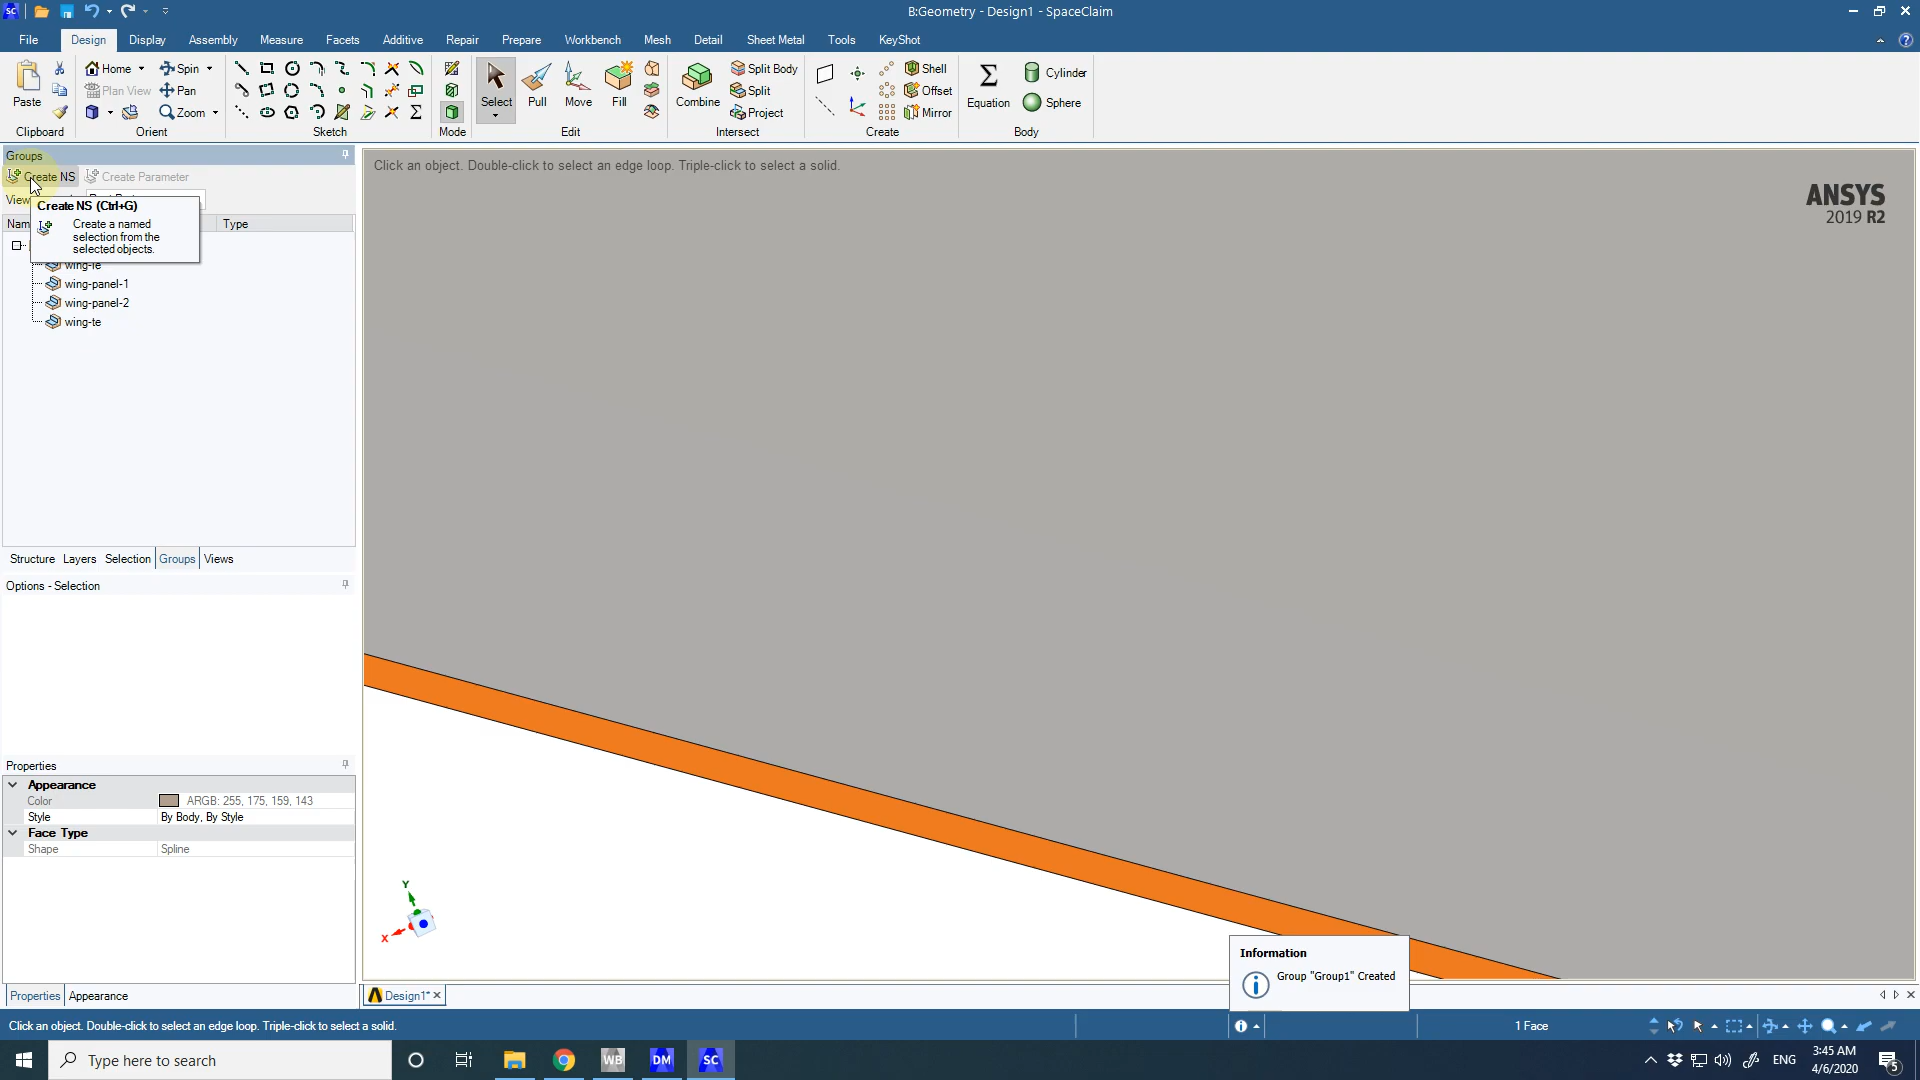 B:Geometry - Design1 - SpaceClaim
File Design Display Assembly Measure Facets Additive Repair Prepare Workbench Mesh Detail Sheet Metal Tools KeyShot
Paste
Home
Plan View
Spin
Pan
Zoom
Select
Pull
Move
Fill
Combine
Split Body
Split
Project
Shell
Offset
Mirror
Equation
Cylinder
Sphere
Clipboard Orient Sketch Mode Edit Intersect Create Body
Groups
Create NS Create Parameter
Create NS (Ctrl+G)
Create a named
selection from the
selected objects.
Type
wing-le
wing-panel-1
wing-panel-2
wing-te
Structure Layers Selection Groups Views
Options - Selection
Properties
Appearance
Color ARGB: 255, 175, 159, 143
Style By Body, By Style
Face Type
Shape Spline
Properties Appearance
Click an object. Double-click to select an edge loop. Triple-click to select a solid.
ANSYS
2019 R2
Y
X
Information
Group "Group1" Created
Design1*
Click an object. Double-click to select an edge loop. Triple-click to select a solid.
1 Face
Type here to search
WB
DM
SC
ENG
3:45 AM
4/6/2020
5